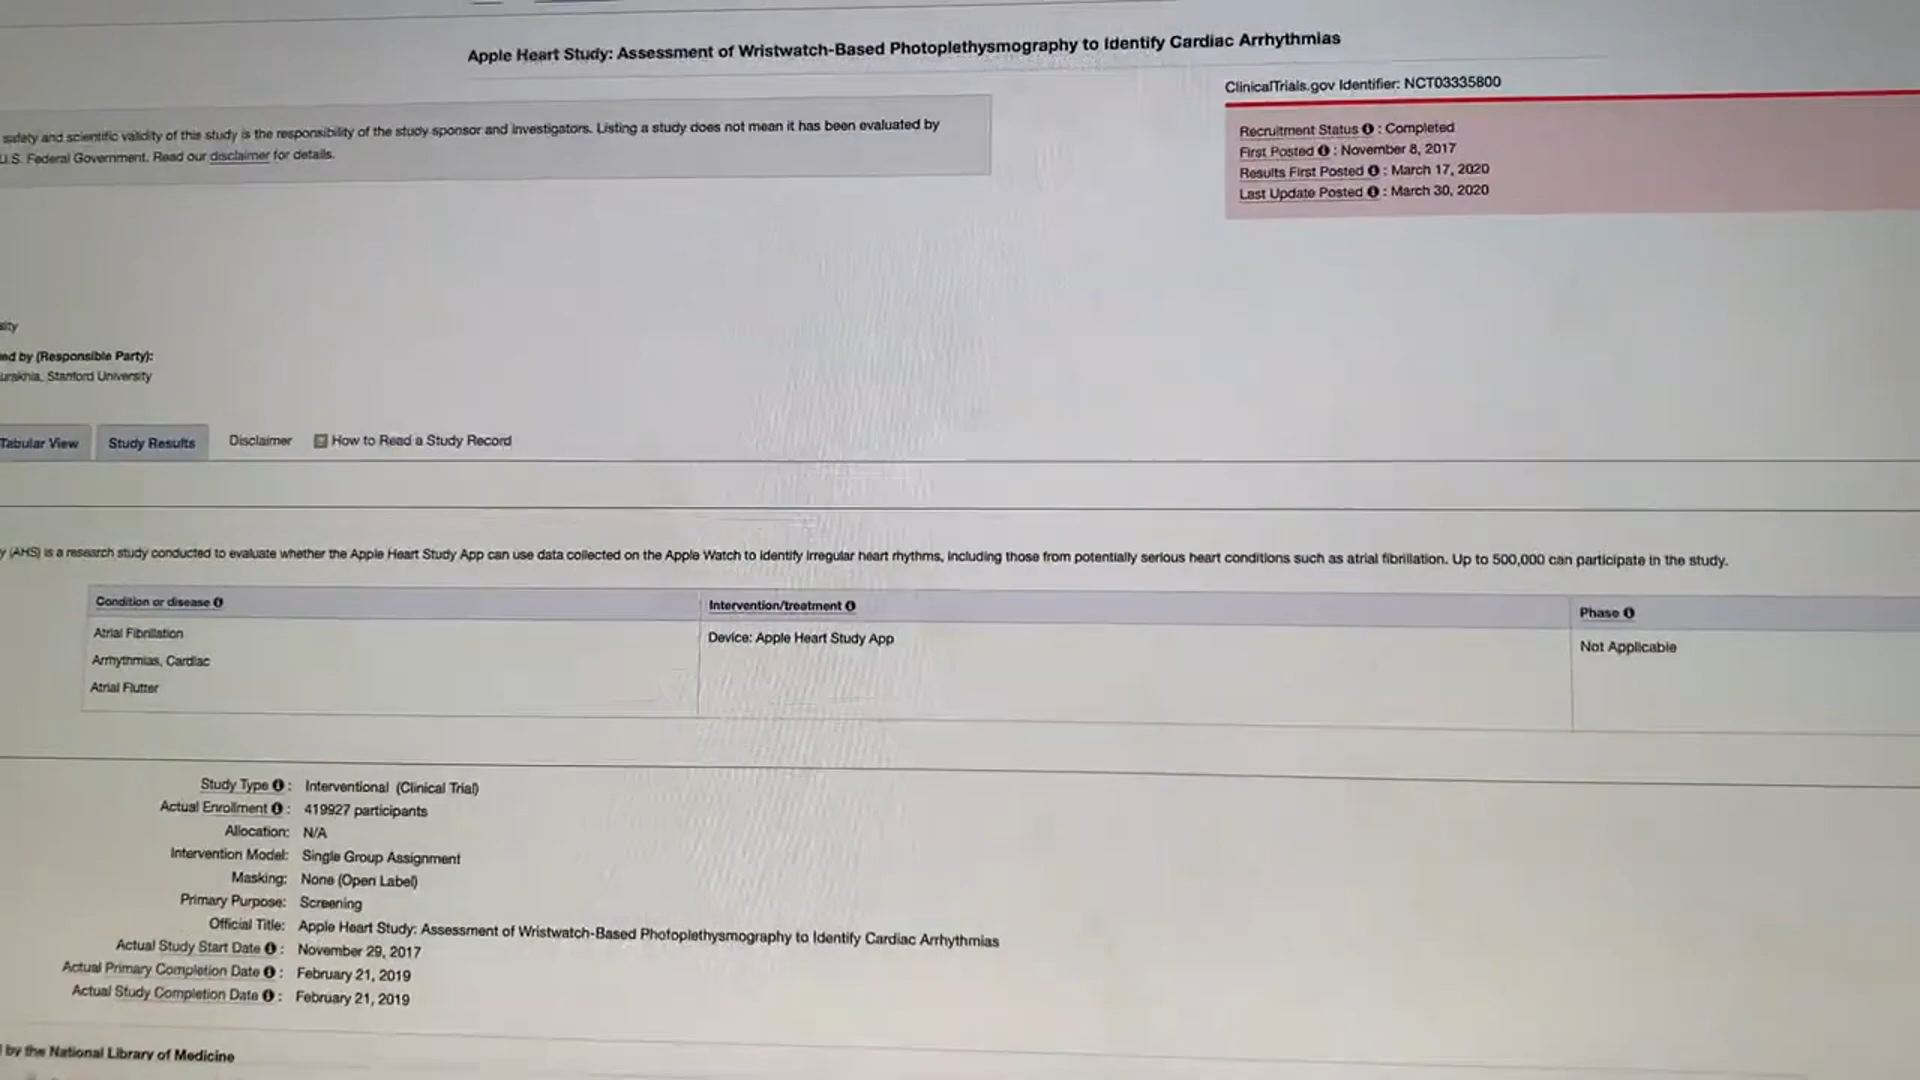 Apple Heart Study: Assessment of Wristwatch-Based Photoplethysmography to Identify Cardiac Arrhythmias
ClinicalTrials.gov Identifier: NCT03335800
safety and scientific validity of this study is the responsibility of the study sponsor and investigators. Listing a study does not mean it has been evaluated by
U.S. Federal Government. Read our disclaimer for details.
Recruitment Status : Completed
First Posted : November 8, 2017
Results First Posted : March 17, 2020
Last Update Posted : March 30, 2020
sity
ed by (Responsible Party):
urakhia, Stanford University
Tabular View
Study Results
Disclaimer
How to Read a Study Record
y (AHS) is a research study conducted to evaluate whether the Apple Heart Study App can use data collected on the Apple Watch to identify irregular heart rhythms, including those from potentially serious heart conditions such as atrial fibrillation. Up to 500,000 can participate in the study.
Condition or disease
Intervention/treatment
Phase
Atrial Fibrillation
Device: Apple Heart Study App
Not Applicable
Arrhythmias, Cardiac
Atrial Flutter
Study Type : Interventional (Clinical Trial)
Actual Enrollment : 419927 participants
Allocation: N/A
Intervention Model: Single Group Assignment
Masking: None (Open Label)
Primary Purpose: Screening
Official Title: Apple Heart Study: Assessment of Wristwatch-Based Photoplethysmography to Identify Cardiac Arrhythmias
Actual Study Start Date : November 29, 2017
Actual Primary Completion Date : February 21, 2019
Actual Study Completion Date : February 21, 2019
by the National Library of Medicine